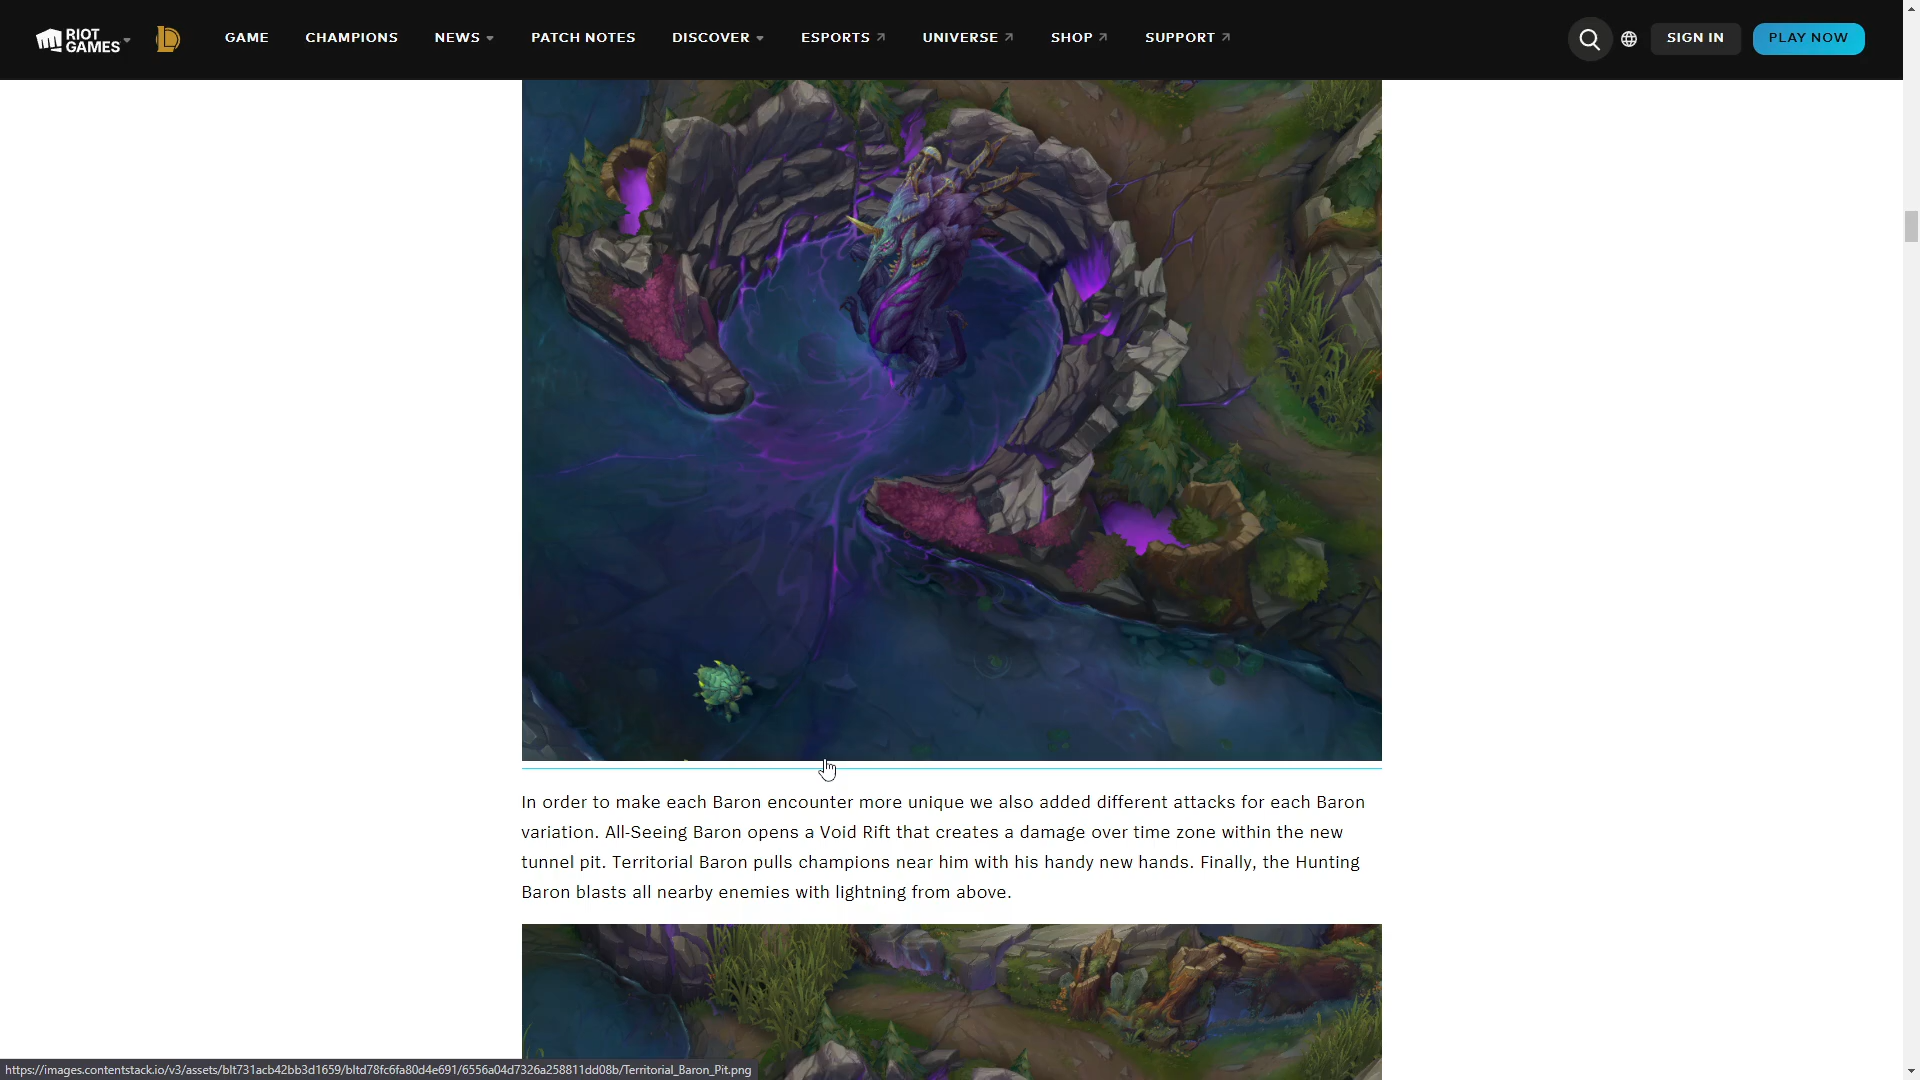 RIOT GAMES
GAME CHAMPIONS NEWS PATCH NOTES DISCOVER ESPORTS UNIVERSE SHOP SUPPORT SIGN IN PLAY NOW
In order to make each Baron encounter more unique we also added different attacks for each Baron
variation. All-Seeing Baron opens a Void Rift that creates a damage over time zone within the new
tunnel pit. Territorial Baron pulls champions near him with his handy new hands. Finally, the Hunting
Baron blasts all nearby enemies with lightning from above.
https://images.contentstack.io/v3/assets/blt731acb42bb3d1659/bltd78fc6fa80d4e691/6556a04d7326a258811dd08b/Territorial_Baron_Pit.png